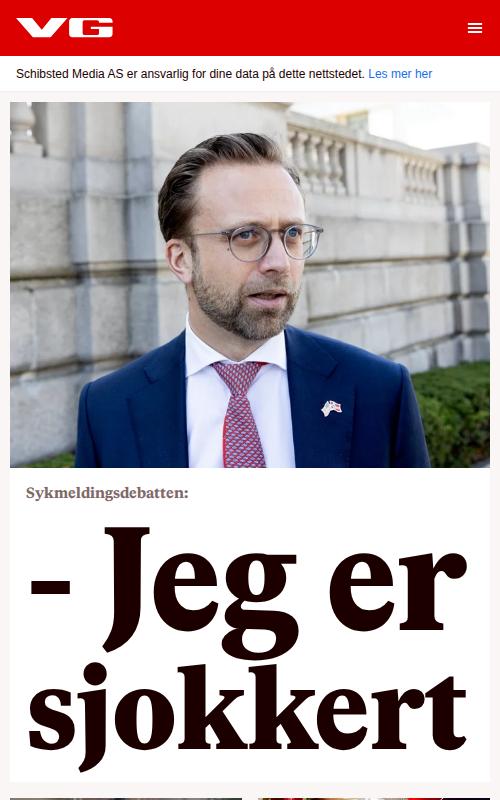 VG
Schibsted Media AS er ansvarlig for dine data på dette nettstedet. Les mer her
Sykmeldingsdebatten:
- Jeg er
sjokkert